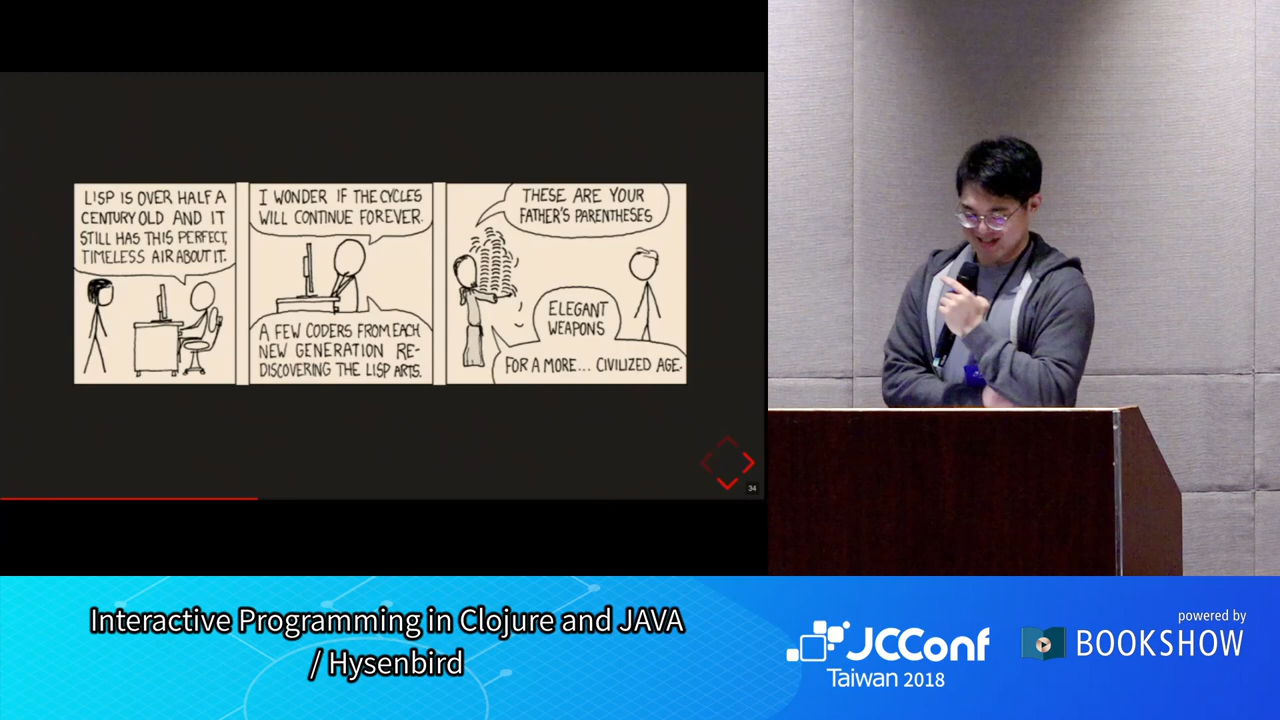 LISP IS OVER HALF A
CENTURY OLD AND IT
STILL HAS THIS PERFECT,
TIMELESS AIR ABOUT IT.
I WONDER IF THE CYCLES
WILL CONTINUE FOREVER.
A FEW CODERS FROM EACH
NEW GENERATION RE-
DISCOVERING THE LISP ARTS.
THESE ARE YOUR
FATHER'S PARENTHESES
ELEGANT
WEAPONS
FOR A MORE... CIVILIZED AGE.
34
Interactive Programming in Clojure and JAVA
/ Hysenbird
JCConf
Taiwan 2018
powered by
BOOKSHOW